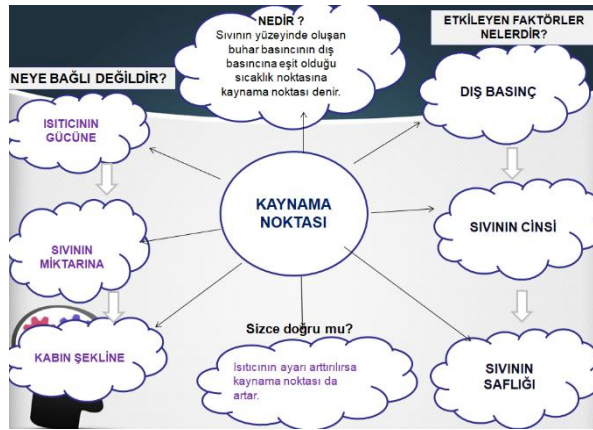 NEDİR ?
Sıvının yüzeyinde oluşan
buhar basıncının dış
basıncına eşit olduğu
sıcaklık noktasına
kaynama noktası denir.
ETKİLEYEN FAKTÖRLER
NELERDİR?
NEYE BAĞLI DEĞİLDİR?
DIŞ BASINÇ
ISITICININ
GÜCÜNE
KAYNAMA
NOKTASI
SIVININ CİNSİ
SIVININ
MİKTARINA
Sizce doğru mu?
KABIN ŞEKLİNE
Isıtıcının ayarı arttırılırsa
kaynama noktası da
artar.
SIVININ
SAFLIĞI